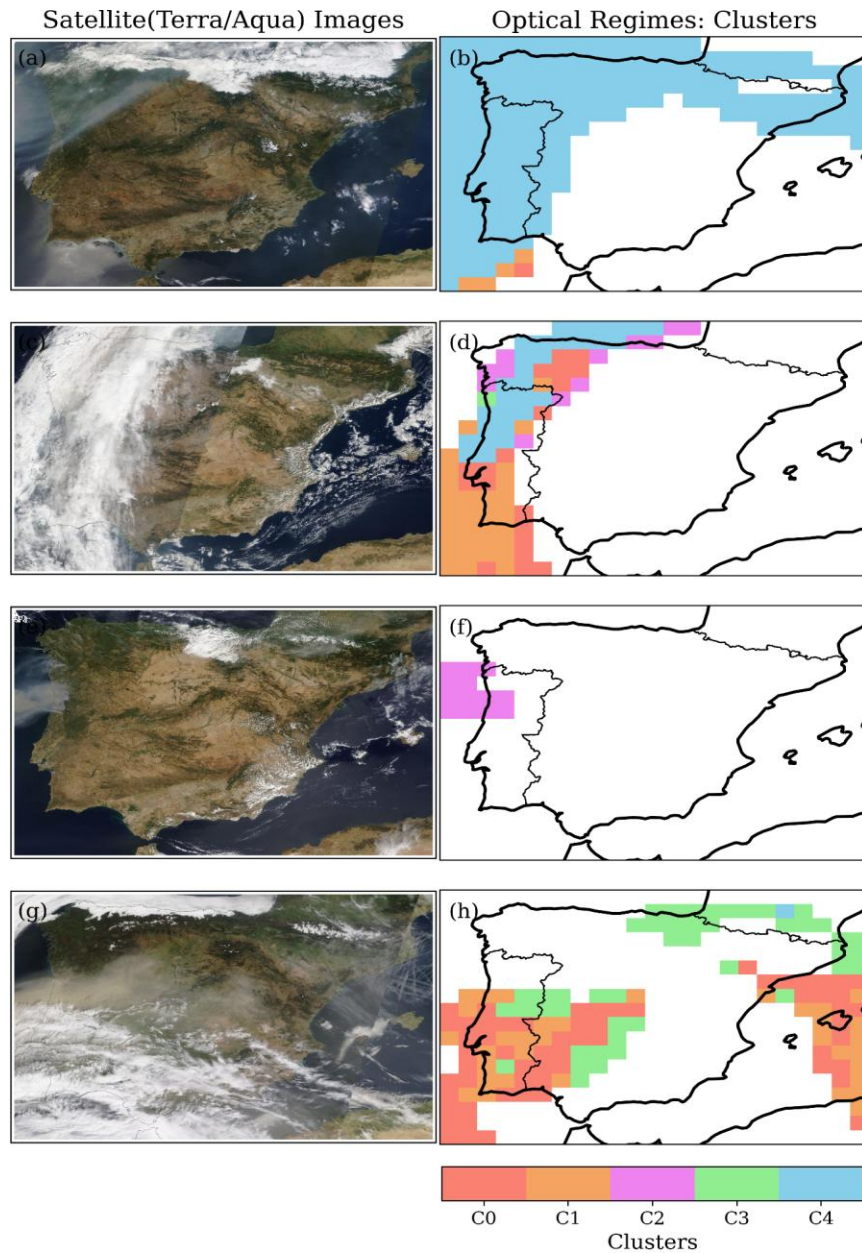 Satellite(Terra/Aqua) Images
Optical Regimes: Clusters
(a)
(b)
(c)
(d)
(e)
(f)
(g)
(h)
C0 C1 C2 C3 C4
Clusters